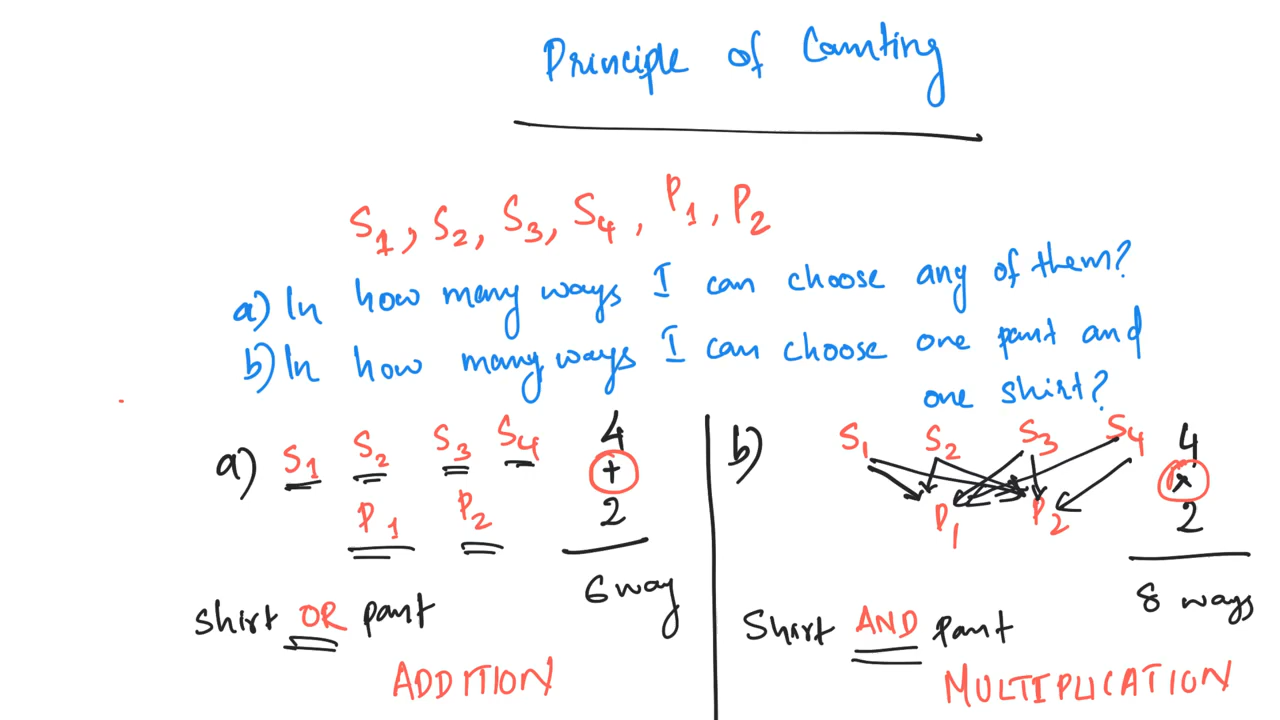 Principle of Counting
S1, S2, S3, S4, P1, P2
a) In how many ways I can choose any of them?
b) In how many ways I can choose one pant and
one shirt?
a) S1 S2 S3 S4
P1 P2
4
+
2
6 way
Shirt OR pant
ADDITION
b) S1 S2 S3 S4
P1 P2
4
×
2
8 ways
Shirt AND pant
MULTIPLICATION